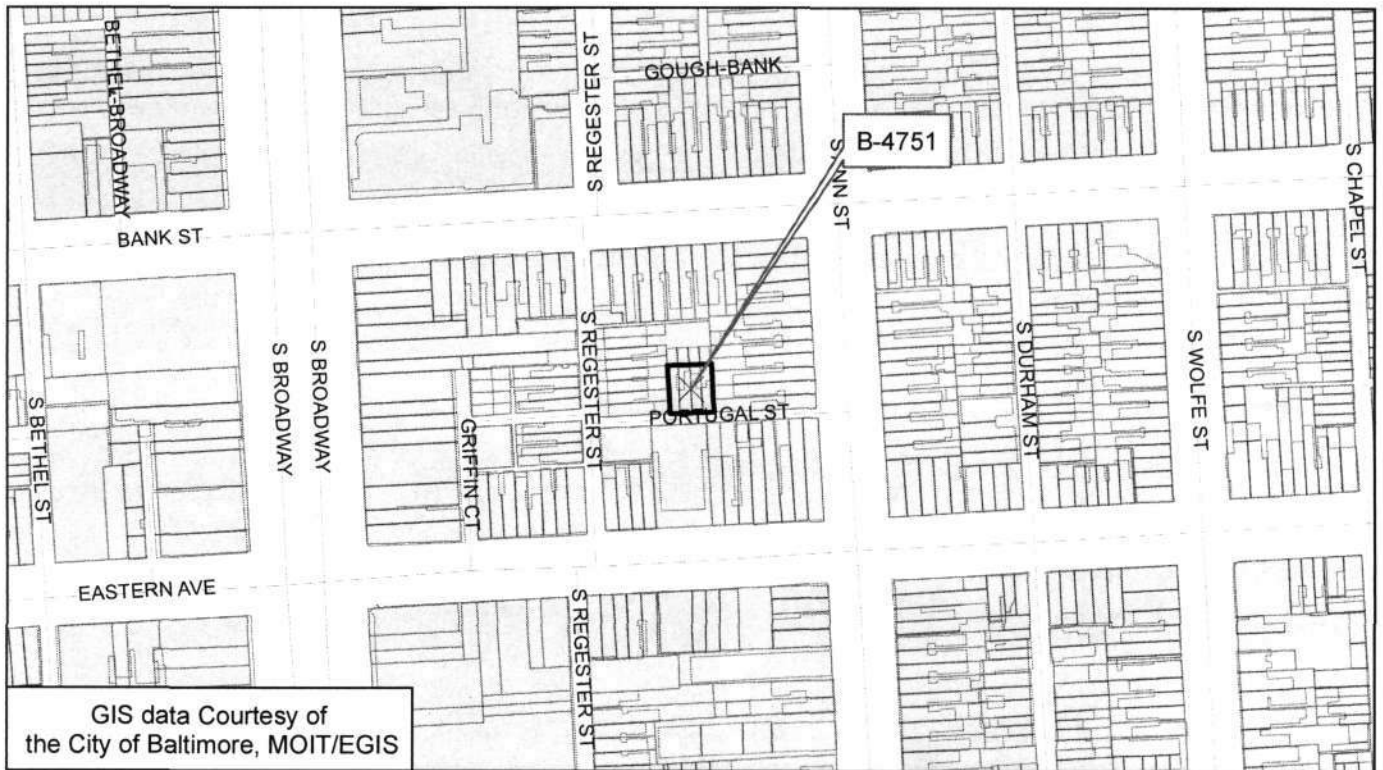 BETHEL-BROADWAY
S REGESTER ST
GOUGH-BANK
B-4751
S ANN ST
S CHAPEL ST
BANK ST
S BROADWAY
S BROADWAY
S REGESTER ST
S DURHAM ST
S WOLFE ST
S BETHEL ST
GRIFFIN CT
PORTUGAL ST
EASTERN AVE
S REGESTER ST
GIS data Courtesy of
the City of Baltimore, MOIT/EGIS